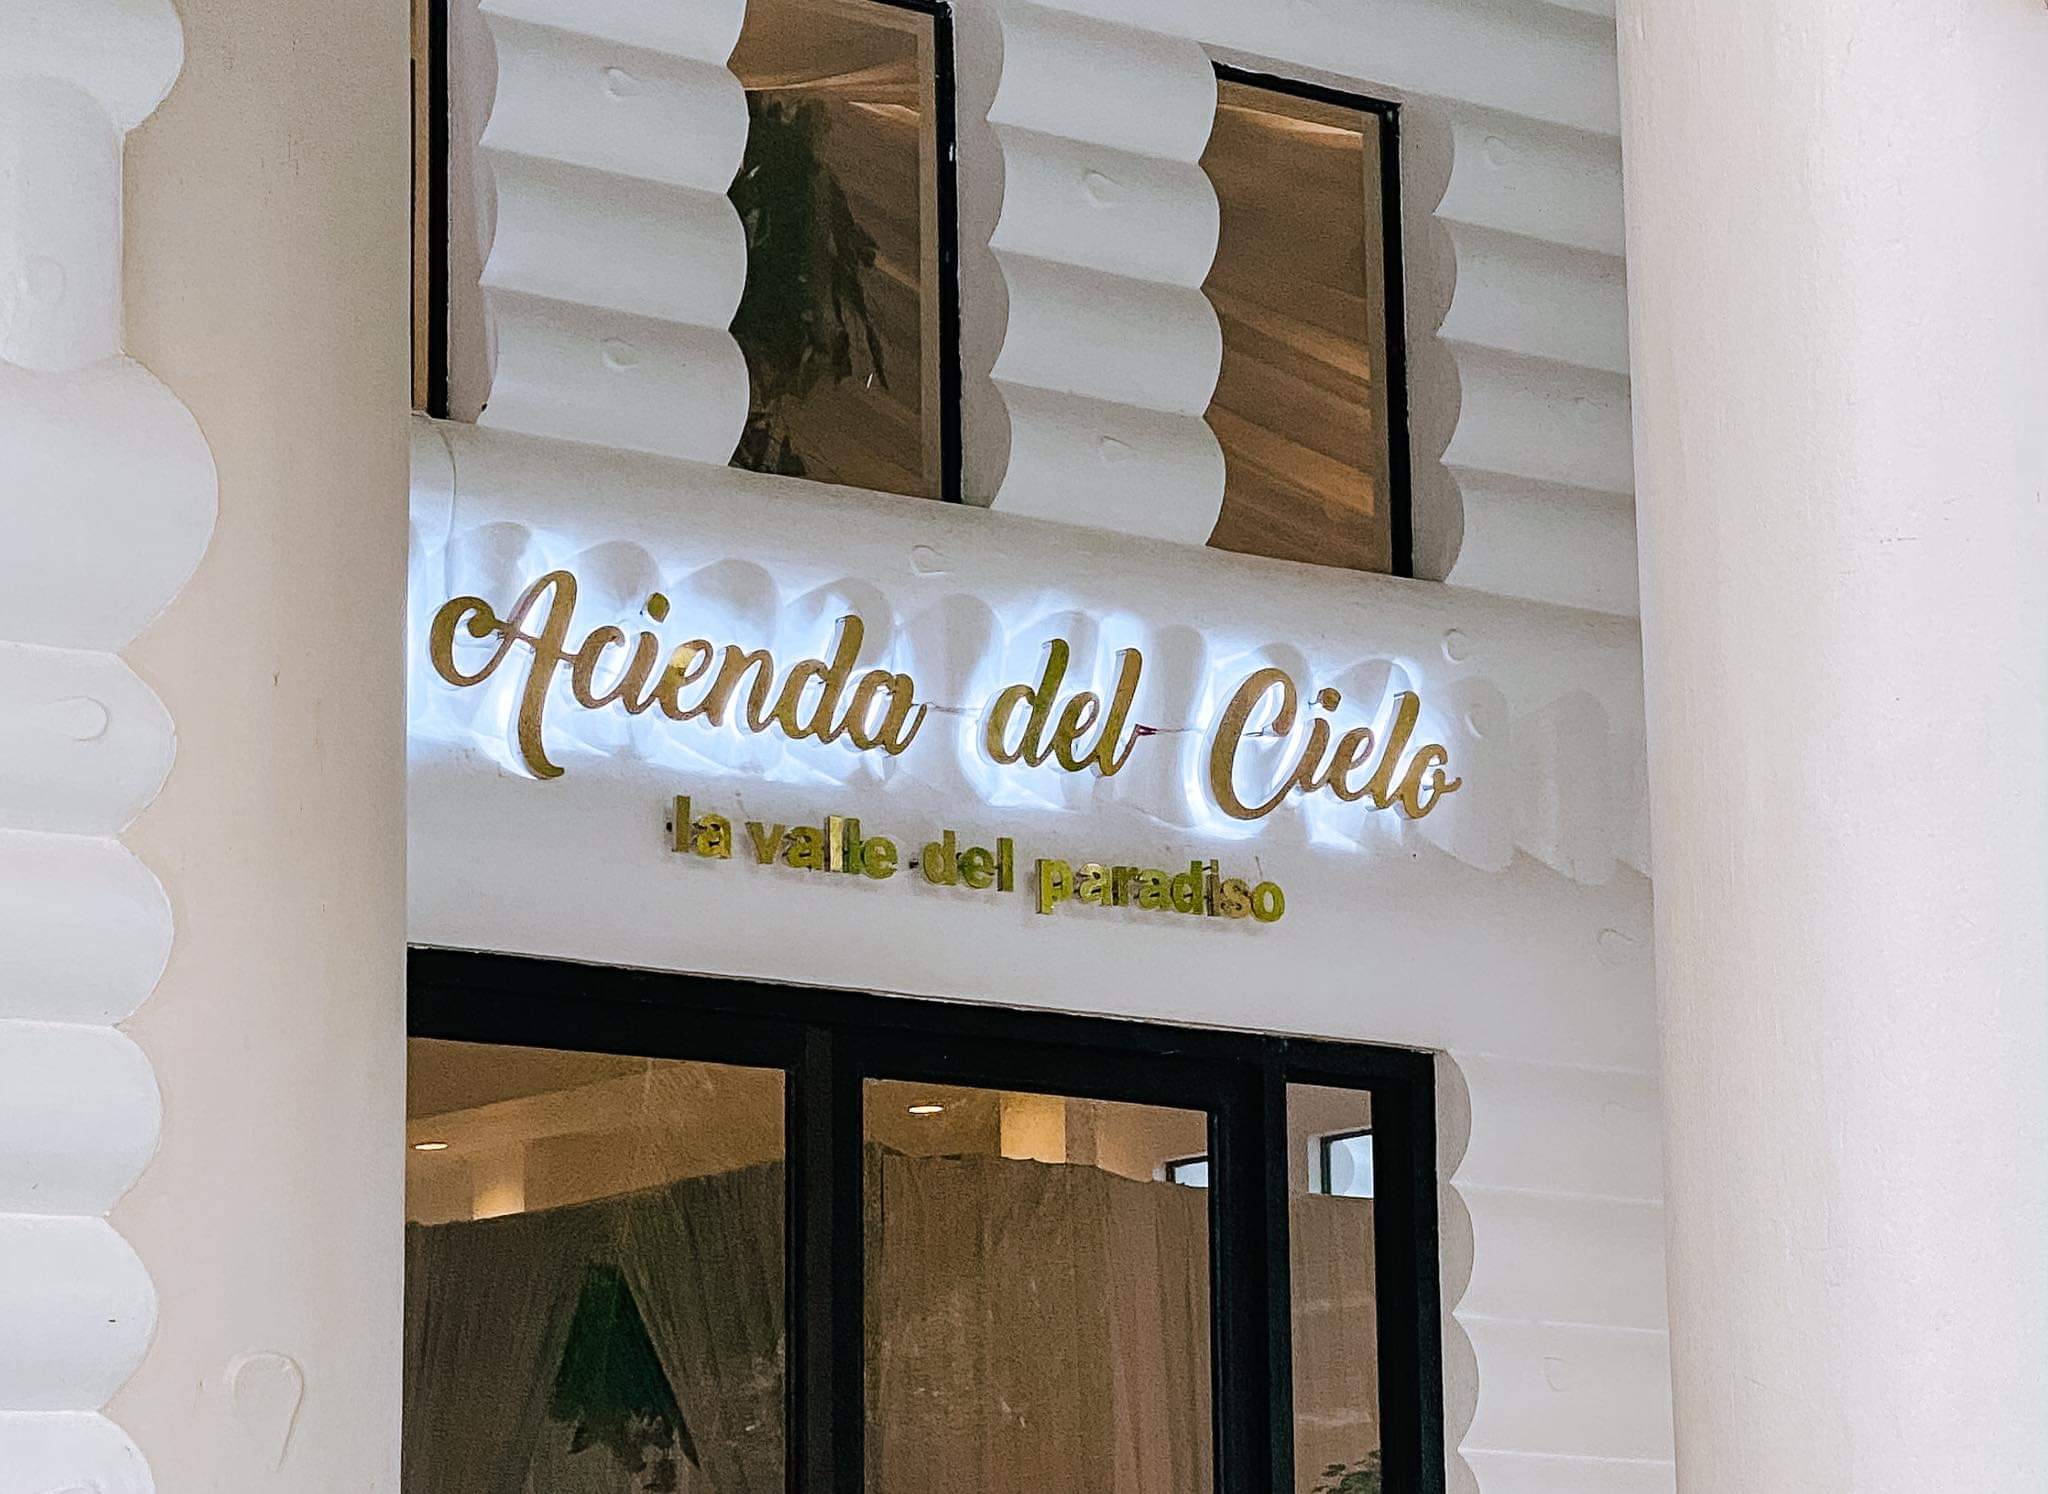 Acienda del Cielo
la valle del paradiso